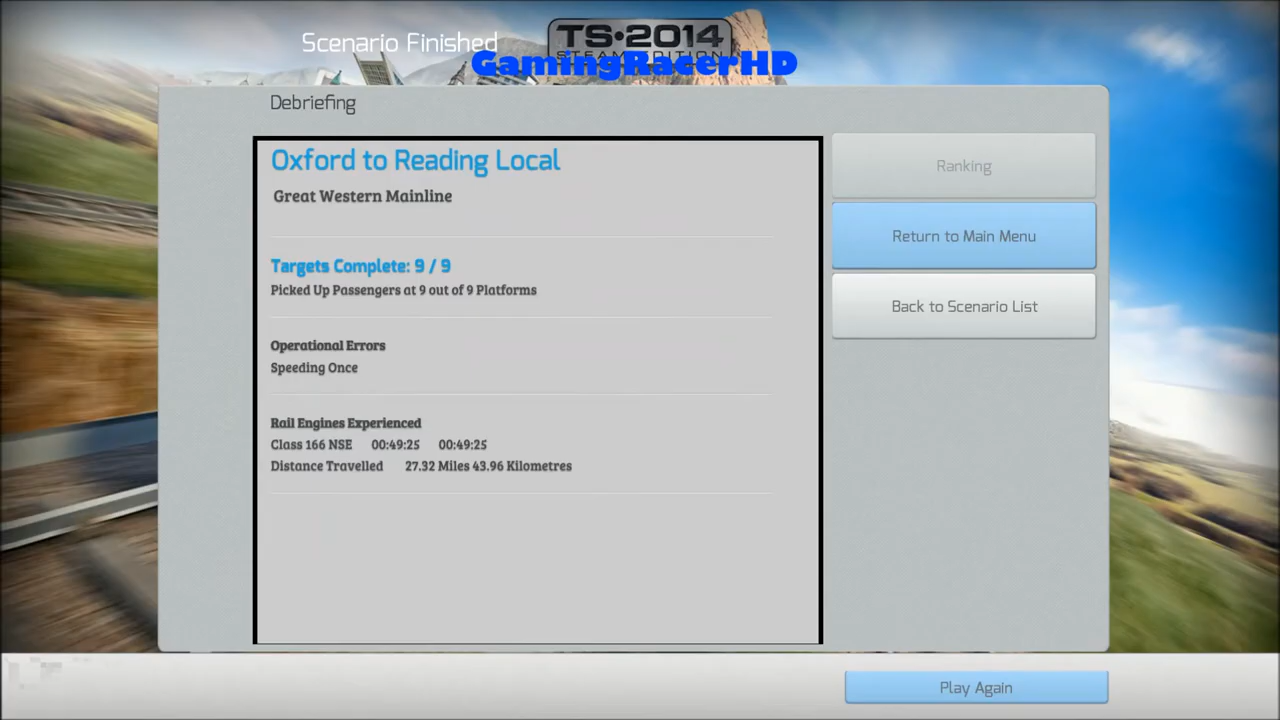 Scenario Finished
TS·2014
STEAM EDITION
GamingRacerHD
Debriefing
Oxford to Reading Local
Great Western Mainline
Targets Complete: 9 / 9
Picked Up Passengers at 9 out of 9 Platforms
Operational Errors
Speeding Once
Rail Engines Experienced
Class 166 NSE 00:49:25 00:49:25
Distance Travelled 27.32 Miles 43.96 Kilometres
Ranking
Return to Main Menu
Back to Scenario List
Play Again